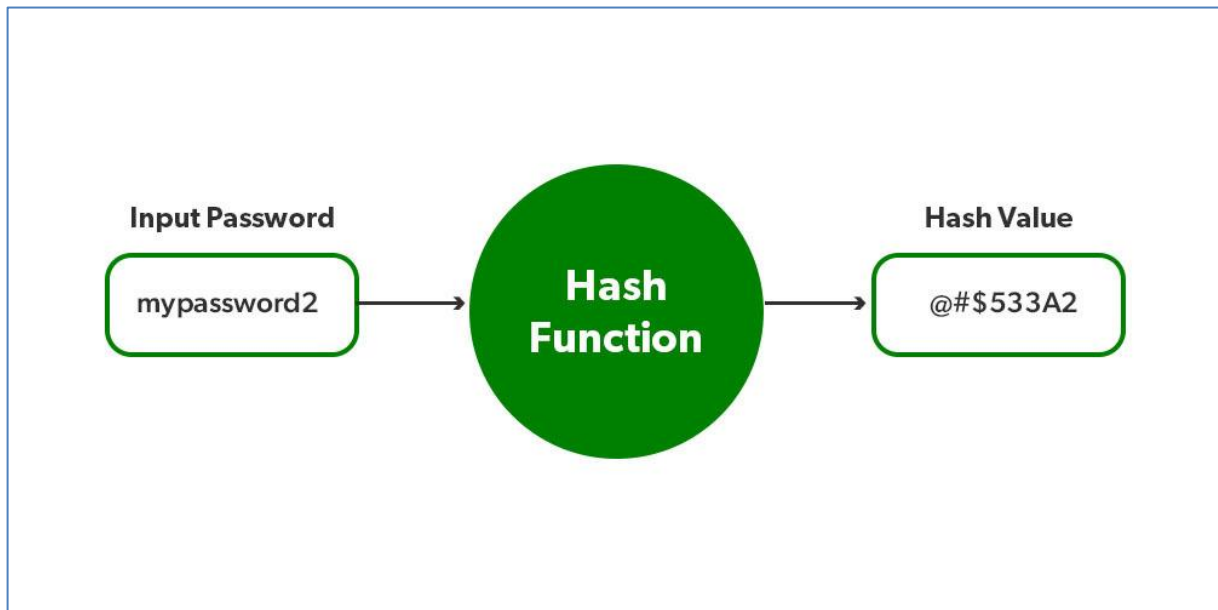 Input Password
mypassword2
Hash
Function
Hash Value
@#$533A2